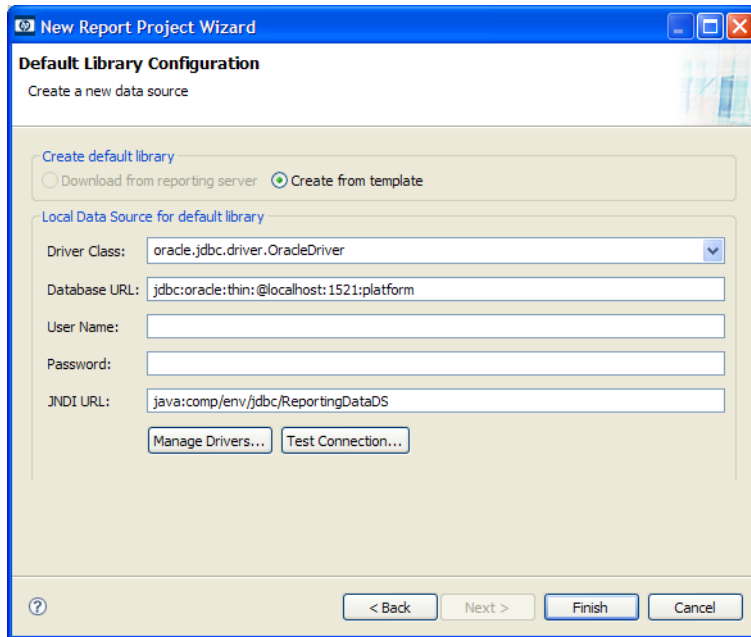 New Report Project Wizard
Default Library Configuration
Create a new data source
Create default library
Download from reporting server Create from template
Local Data Source for default library
Driver Class: oracle.jdbc.driver.OracleDriver
Database URL: jdbc:oracle:thin:@localhost:1521:platform
User Name:
Password:
JNDI URL: java:comp/env/jdbc/ReportingDataDS
Manage Drivers... Test Connection...
? < Back Next > Finish Cancel